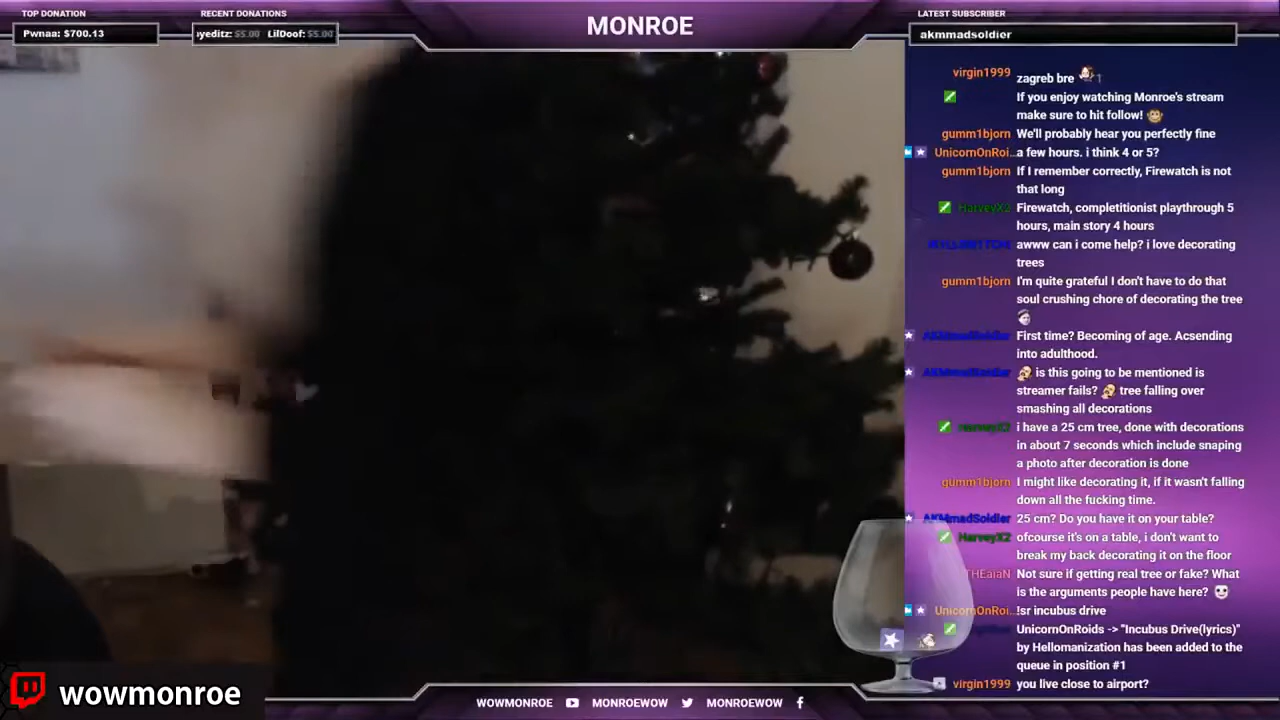 TOP DONATION
RECENT DONATIONS
Pwnaa: $700.13
yeditz: $5.00 LilDoof: $5.00
MONROE
LATEST SUBSCRIBER
akmmadsoldier
virgin1999 zagreb bre 1
If you enjoy watching Monroe's stream
make sure to hit follow!
gumm1bjorn We'll probably hear you perfectly fine
UnicornOnRoi... a few hours. i think 4 or 5?
gumm1bjorn If I remember correctly, Firewatch is not
that long
HarveyX2 Firewatch, completitionist playthrough 5
hours, main story 4 hours
awww can i come help? i love decorating
trees
gumm1bjorn I'm quite grateful I don't have to do that
soul crushing chore of decorating the tree
AKMmadSoldier First time? Becoming of age. Acsending
into adulthood.
AKMmadSoldier is this going to be mentioned is
streamer fails? tree falling over
smashing all decorations
HarveyX2 i have a 25 cm tree, done with decorations
in about 7 seconds which include snaping
a photo after decoration is done
gumm1bjorn I might like decorating it, if it wasn't falling
down all the fucking time.
AKMmadSoldier 25 cm? Do you have it on your table?
HarveyX2 ofcourse it's on a table, i don't want to
break my back decorating it on the floor
THEaiaN Not sure if getting real tree or fake? What
is the arguments people have here?
UnicornOnRoi... !sr incubus drive
UnicornOnRoids -> "Incubus Drive(lyrics)"
by Hellomanization has been added to the
queue in position #1
virgin1999 you live close to airport?
wowmonroe
WOWMONROE MONROEWOW MONROEWOW